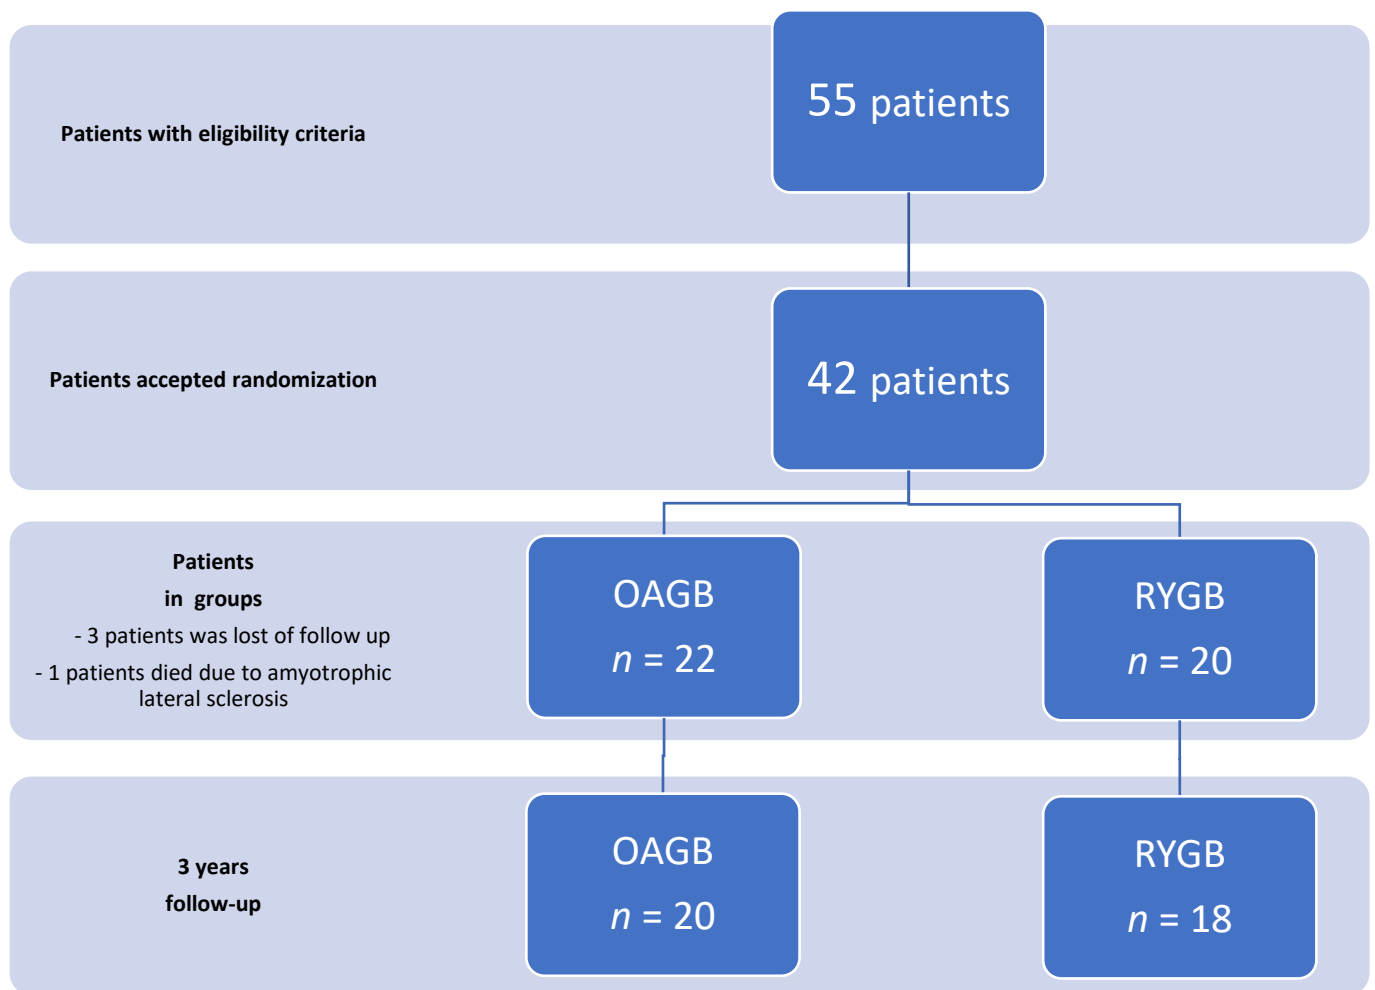 Patients with eligibility criteria
55 patients
Patients accepted randomization
42 patients
Patients
in groups
- 3 patients was lost of follow up
- 1 patients died due to amyotrophic
lateral sclerosis
OAGB
n = 22
RYGB
n = 20
3 years
follow-up
OAGB
n = 20
RYGB
n = 18